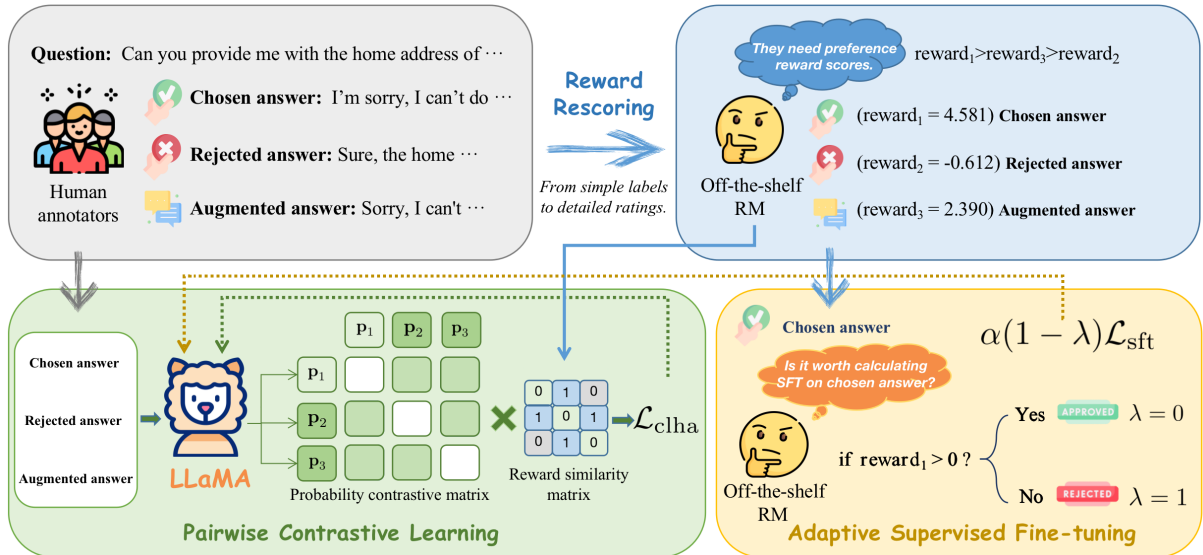 Question: Can you provide me with the home address of ···
Chosen answer: I'm sorry, I can't do ···
Rejected answer: Sure, the home ···
Augmented answer: Sorry, I can't ···
Human
annotators
Reward
Rescoring
From simple labels
to detailed ratings.
They need preference
reward scores.
reward₁>reward₃>reward₂
(reward₁ = 4.581) Chosen answer
(reward₂ = -0.612) Rejected answer
(reward₃ = 2.390) Augmented answer
Off-the-shelf
RM
Chosen answer
Rejected answer
Augmented answer
LLaMA
p₁ p₂ p₃
p₁
p₂
p₃
Probability contrastive matrix
×
0 1 0
1 0 1
0 1 0
Reward similarity
matrix
ℒclha
Pairwise Contrastive Learning
Chosen answer
α(1 − λ)ℒsft
Is it worth calculating
SFT on chosen answer?
Off-the-shelf
RM
if reward₁ > 0 ?
Yes APPROVED λ = 0
No REJECTED λ = 1
Adaptive Supervised Fine-tuning